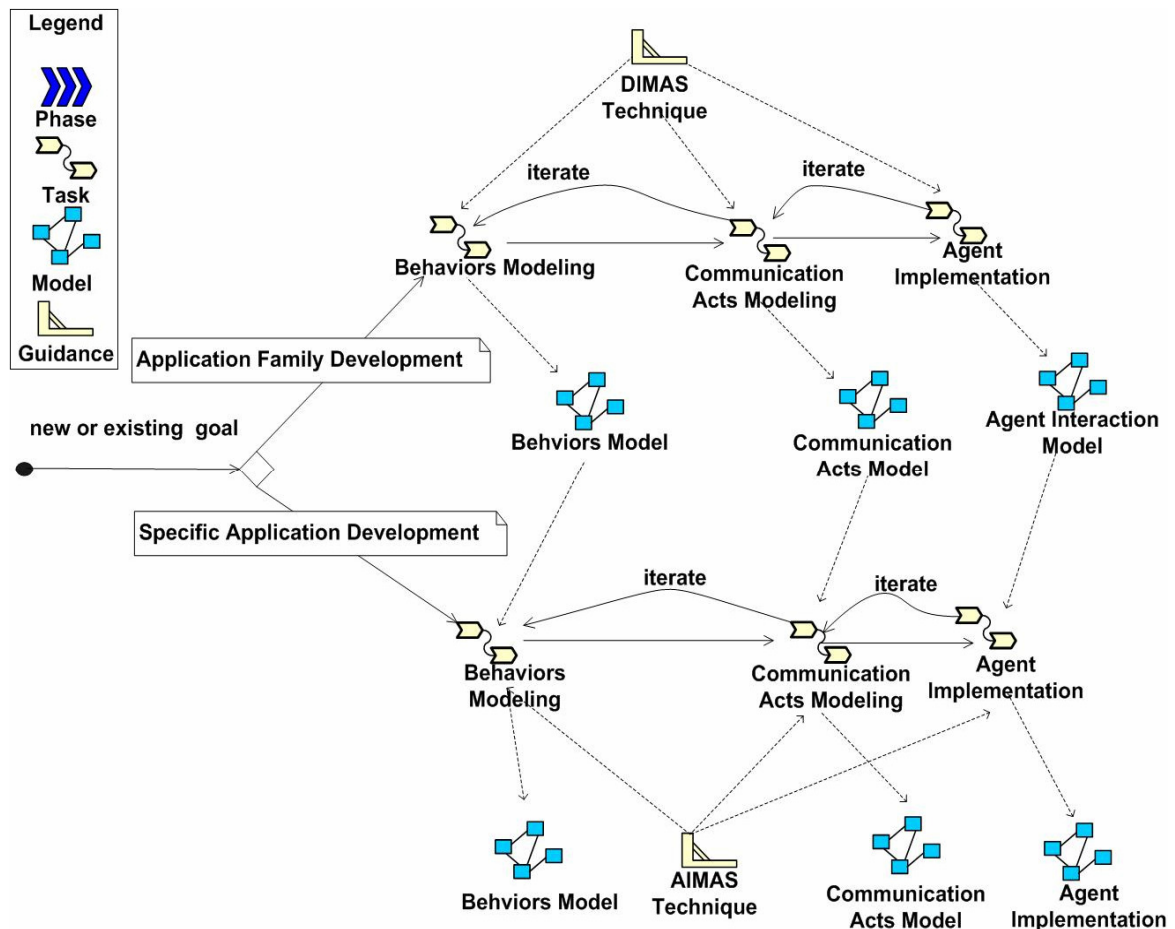 Legend
Phase
Task
Model
Guidance
DIMAS
Technique
iterate
iterate
Behaviors Modeling
Communication
Acts Modeling
Agent
Implementation
Application Family Development
new or existing goal
Behviors Model
Communication
Acts Model
Agent Interaction
Model
Specific Application Development
iterate
iterate
Behaviors
Modeling
Communication
Acts Modeling
Agent
Implementation
Behviors Model
AIMAS
Technique
Communication
Acts Model
Agent
Implementation